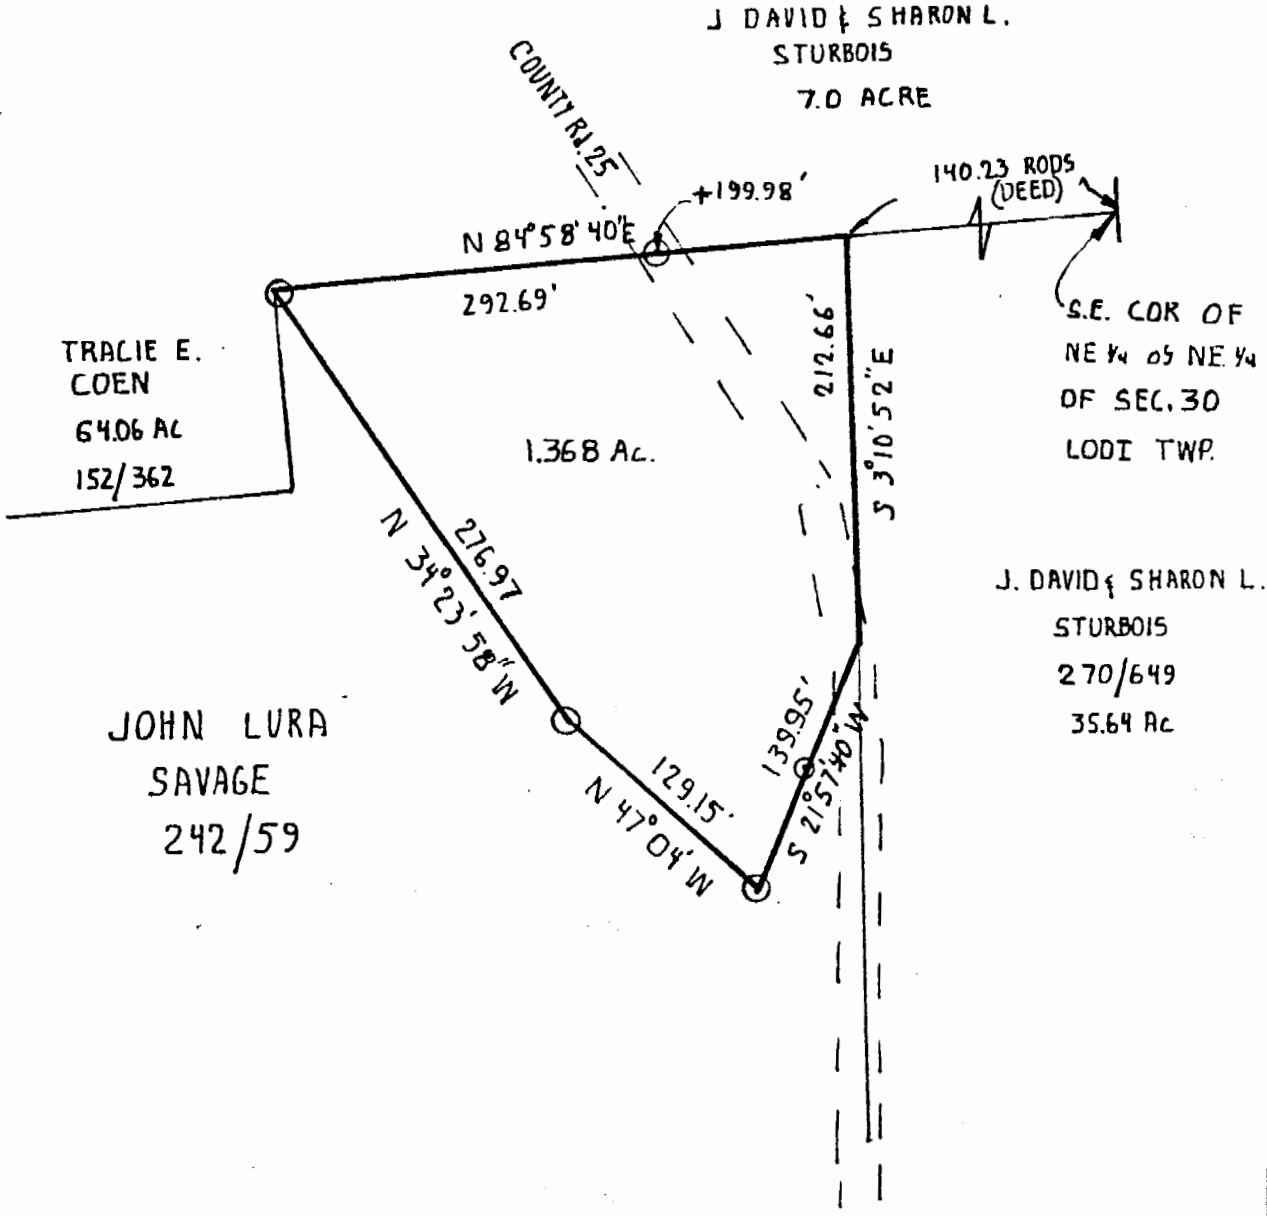 J DAVID & SHARON L.
STURBOIS
7.0 ACRE
COUNTY Rd. 25
+199.98'
140.23 RODS
(DEED)
N 84°58'40"E
292.69'
212.66'
S 3°10'52"E
S.E. COR OF
NE ¼ of NE ¼
OF SEC. 30
LODI TWP.
TRACIE E.
COEN
64.06 AC
152/362
1.368 Ac.
276.97
N 34°23'58"W
J. DAVID & SHARON L.
STURBOIS
270/649
35.64 Ac
JOHN LURA
SAVAGE
242/59
129.15'
N 47°04' W
139.95'
S 21°57'40" W